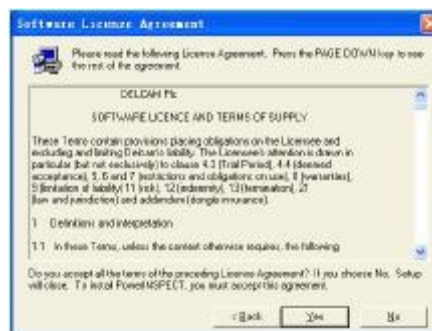 Software License Agreement
Please read the following License Agreement. Press the PAGE DOWN key to see
the rest of the agreement.
DELCAM Plc
SOFTWARE LICENCE AND TERMS OF SUPPLY
These Terms contain provisions placing obligations on the Licensee and
excluding and limiting Delcam's liability. The Licensee's attention is drawn in
particular (but not exclusively) to clause 4.3 (Trial Period), 4.4 (deemed
acceptance), 5, 6 and 7 (restrictions and obligations on use), 8 (warranties),
9 (limitation of liability) 11 (risk), 12 (indemnity), 13 (termination), 21
(law and jurisdiction) and addendum (dongle insurance).
1 Definitions and interpretation
1.1 In these Terms, unless the context otherwise requires, the following
Do you accept all the terms of the preceding License Agreement? If you choose No, Setup
will close. To install PowerINSPECT, you must accept this agreement.
< Back
Yes
No